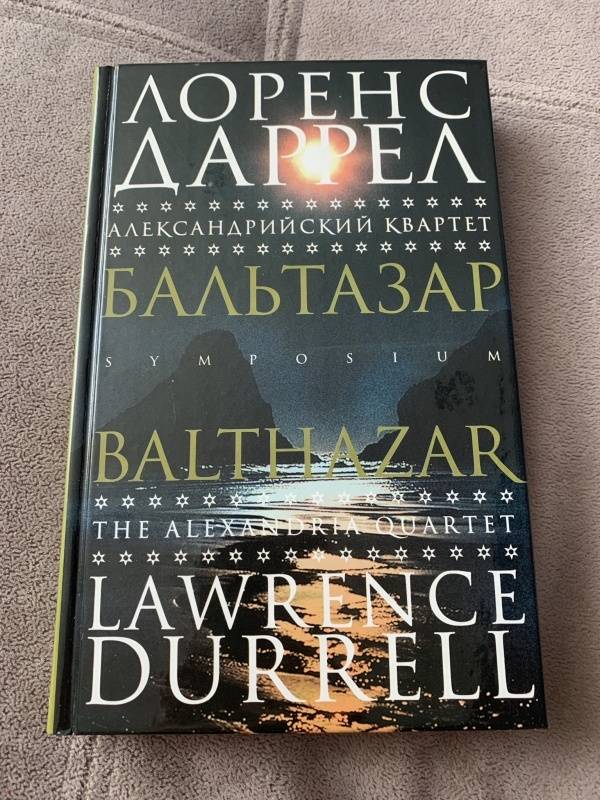 ЛОРЕНС
ДАРРЕЛ
АЛЕКСАНДРИЙСКИЙ КВАРТЕТ
БАЛЬТАЗАР
SYMPOSIUM
BALTHAZAR
THE ALEXANDRIA QUARTET
LAWRENCE
DURRELL